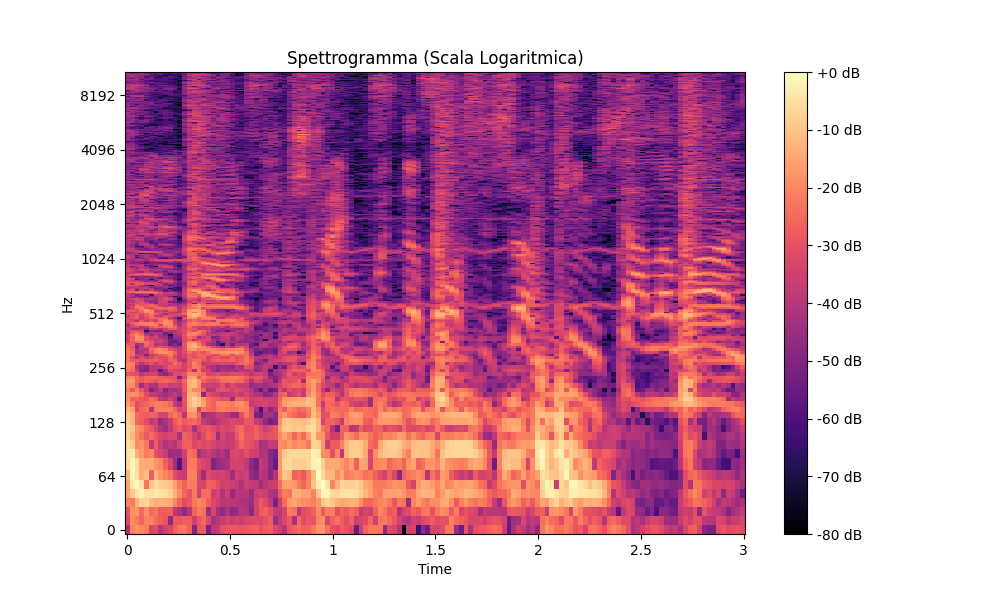 Spettrogramma (Scala Logaritmica)
Hz
8192
4096
2048
1024
512
256
128
64
0
0
0.5
1
1.5
2
2.5
3
Time
+0 dB
-10 dB
-20 dB
-30 dB
-40 dB
-50 dB
-60 dB
-70 dB
-80 dB